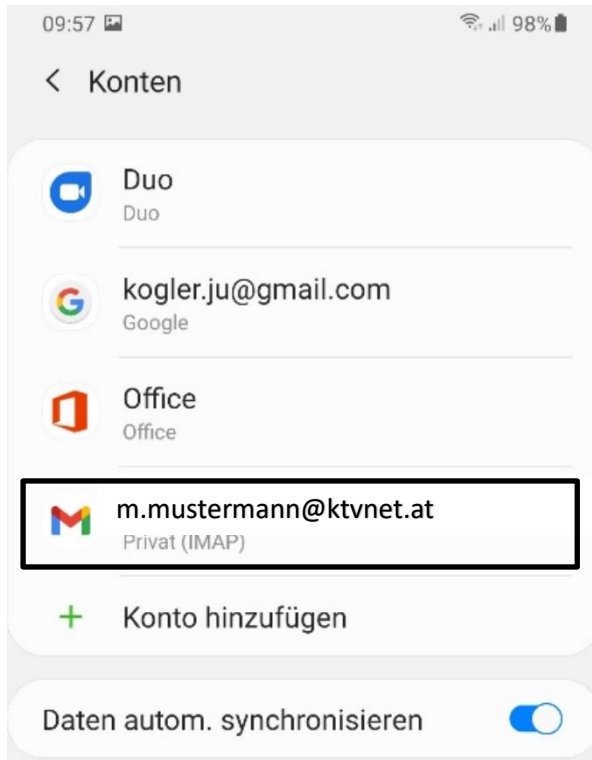 09:57 98%
< Konten
Duo
Duo
kogler.ju@gmail.com
Google
Office
Office
m.mustermann@ktvnet.at
Privat (IMAP)
+ Konto hinzufügen
Daten autom. synchronisieren